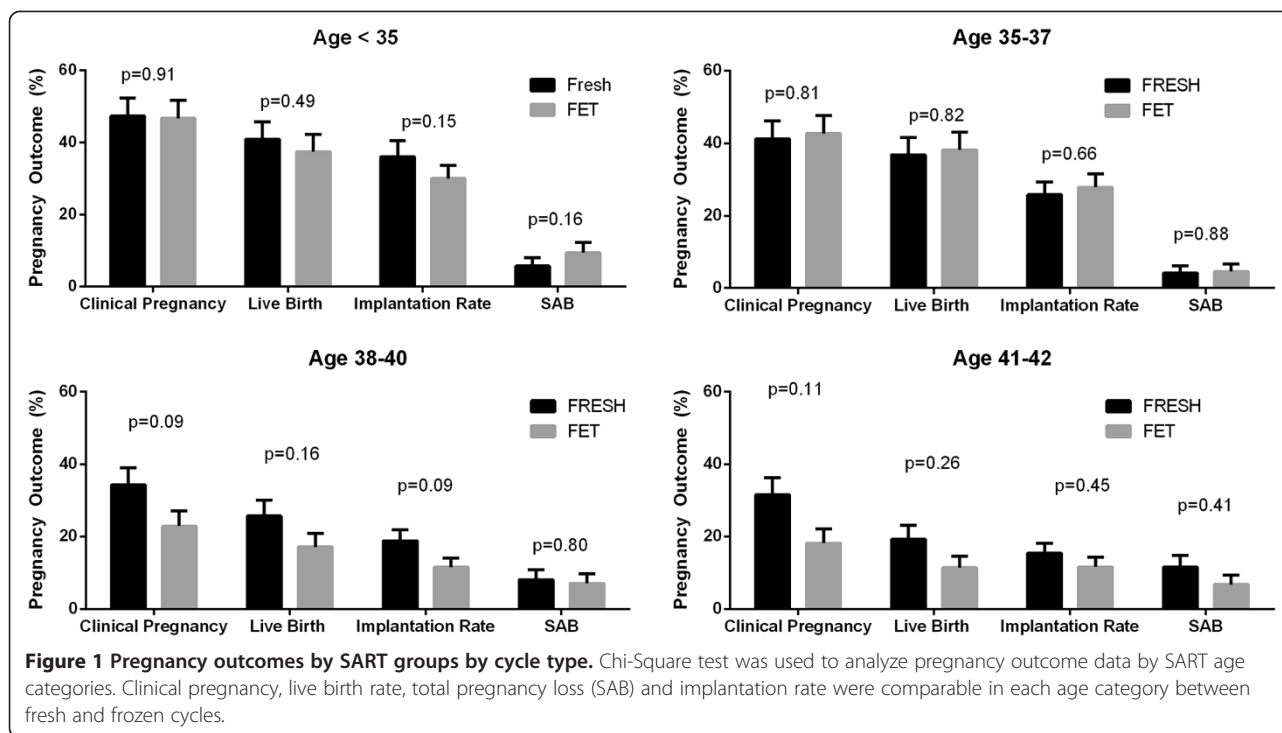 Age < 35
Pregnancy Outcome (%)
60
40
20
0
p=0.91
p=0.49
p=0.15
p=0.16
Fresh
FET
Clinical Pregnancy
Live Birth
Implantation Rate
SAB
Age 35-37
Pregnancy Outcome (%)
60
40
20
0
p=0.81
p=0.82
p=0.66
p=0.88
FRESH
FET
Clinical Pregnancy
Live Birth
Implantation Rate
SAB
Age 38-40
Pregnancy Outcome (%)
60
40
20
0
p=0.09
p=0.16
p=0.09
p=0.80
FRESH
FET
Clinical Pregnancy
Live Birth
Implantation Rate
SAB
Age 41-42
Pregnancy Outcome (%)
60
40
20
0
p=0.11
p=0.26
p=0.45
p=0.41
FRESH
FET
Clinical Pregnancy
Live Birth
Implantation Rate
SAB
Figure 1 Pregnancy outcomes by SART groups by cycle type. Chi-Square test was used to analyze pregnancy outcome data by SART age
categories. Clinical pregnancy, live birth rate, total pregnancy loss (SAB) and implantation rate were comparable in each age category between
fresh and frozen cycles.